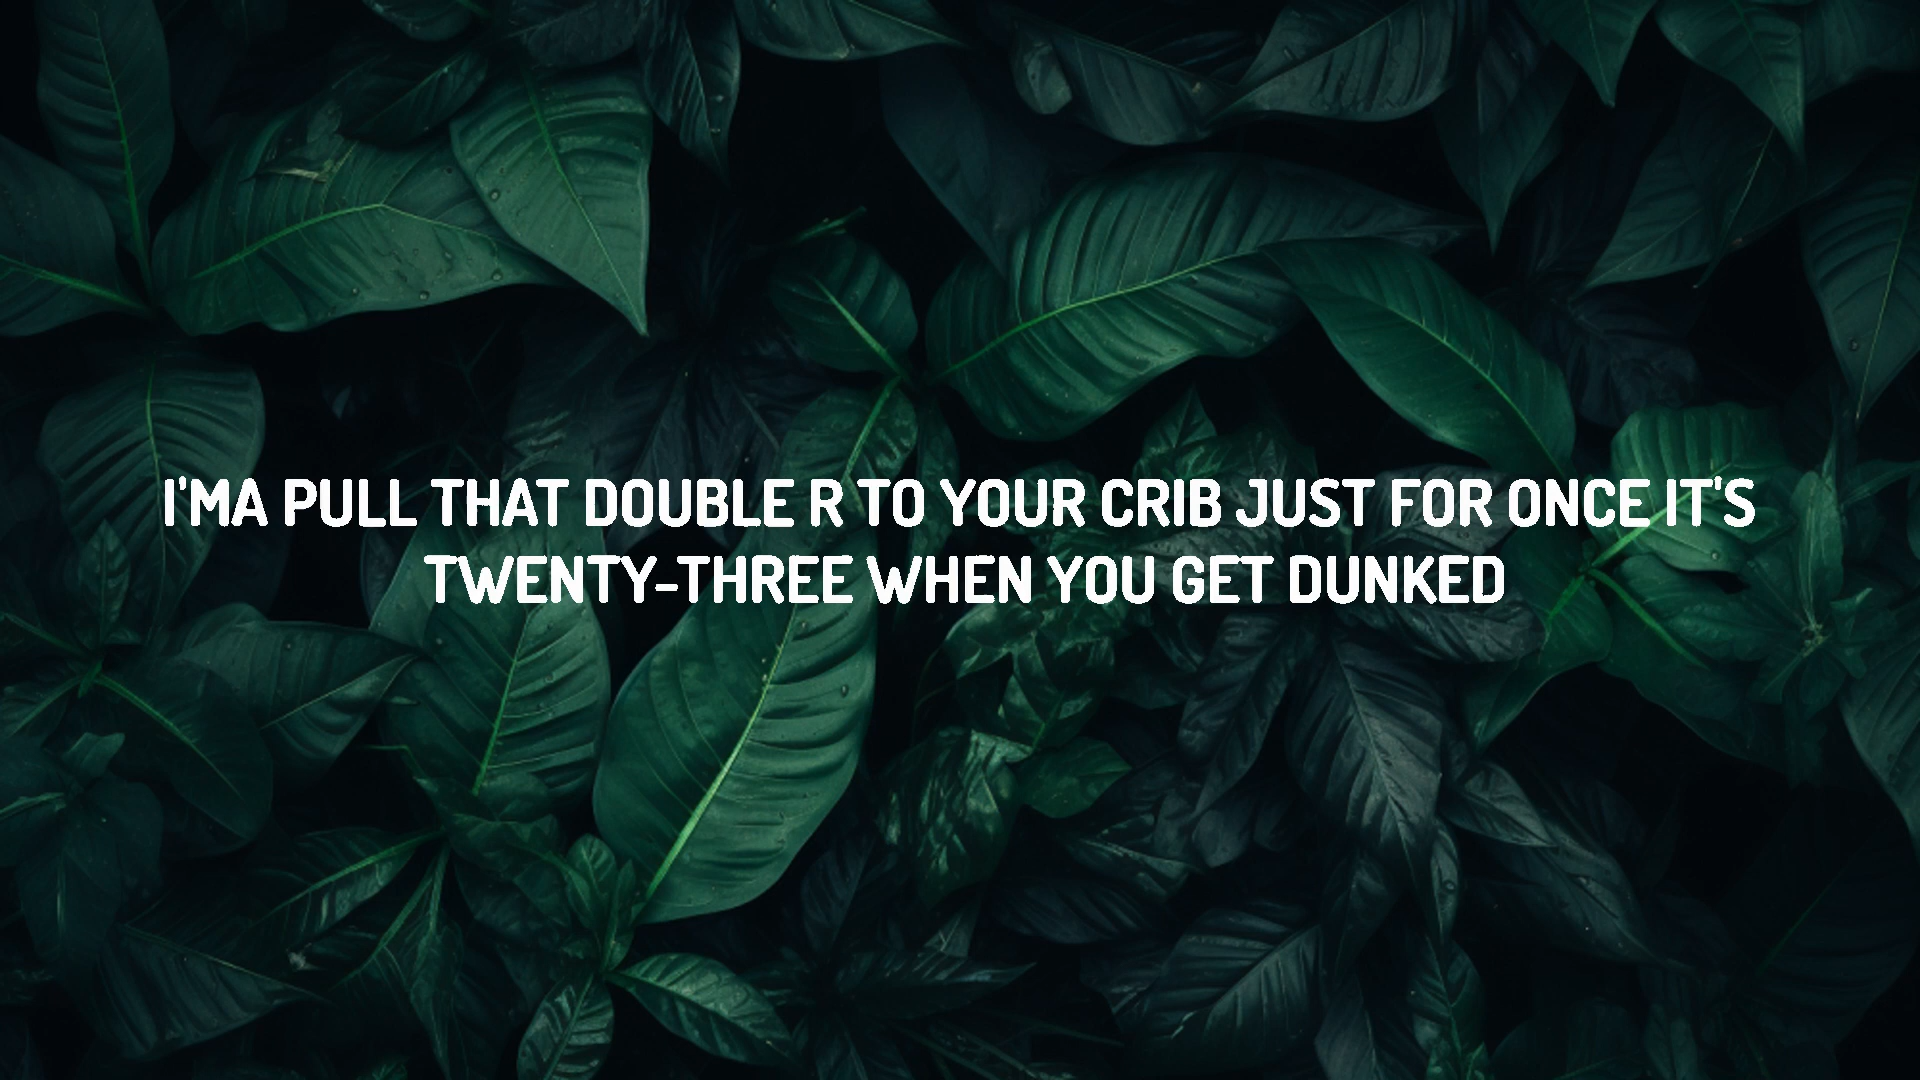 I'MA PULL THAT DOUBLE R TO YOUR CRIB JUST FOR ONCE IT'S
TWENTY-THREE WHEN YOU GET DUNKED